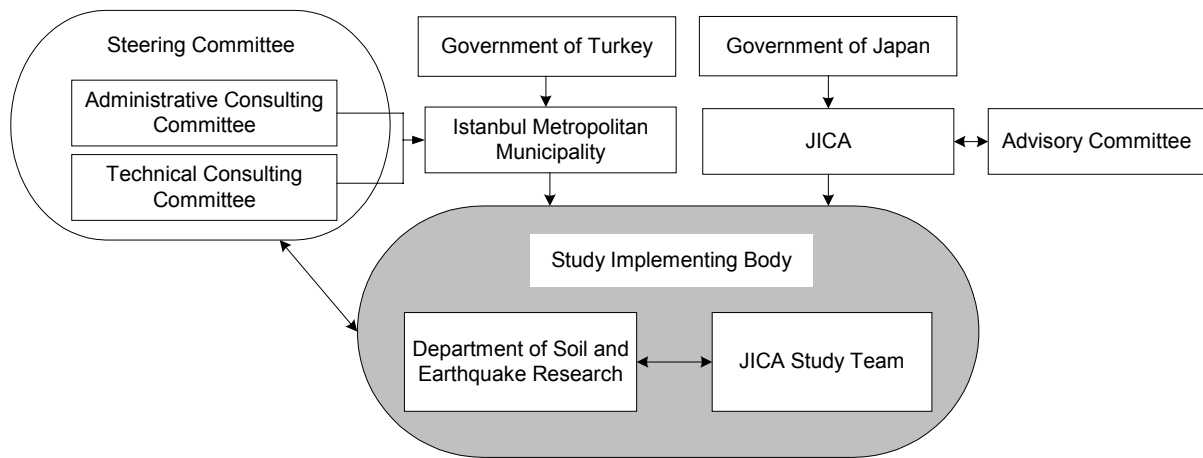 Steering Committee
Administrative Consulting
Committee
Technical Consulting
Committee
Government of Turkey
Istanbul Metropolitan
Municipality
Government of Japan
JICA
Advisory Committee
Study Implementing Body
Department of Soil and
Earthquake Research
JICA Study Team